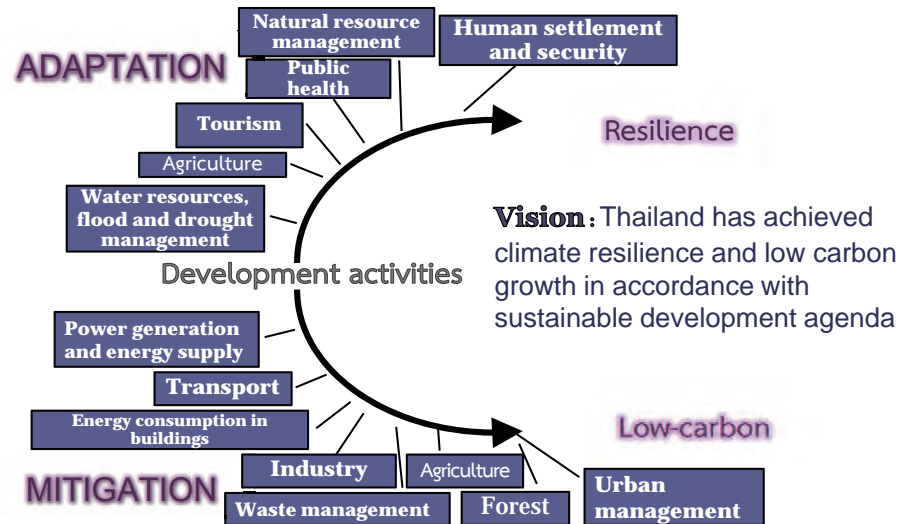 Natural resource
management
Human settlement
and security
ADAPTATION
Public
health
Tourism
Resilience
Agriculture
Water resources,
flood and drought
management
Vision: Thailand has achieved
climate resilience and low carbon
growth in accordance with
sustainable development agenda
Development activities
Power generation
and energy supply
Transport
Energy consumption in
buildings
Low-carbon
Industry
Agriculture
MITIGATION
Waste management
Forest
Urban
management